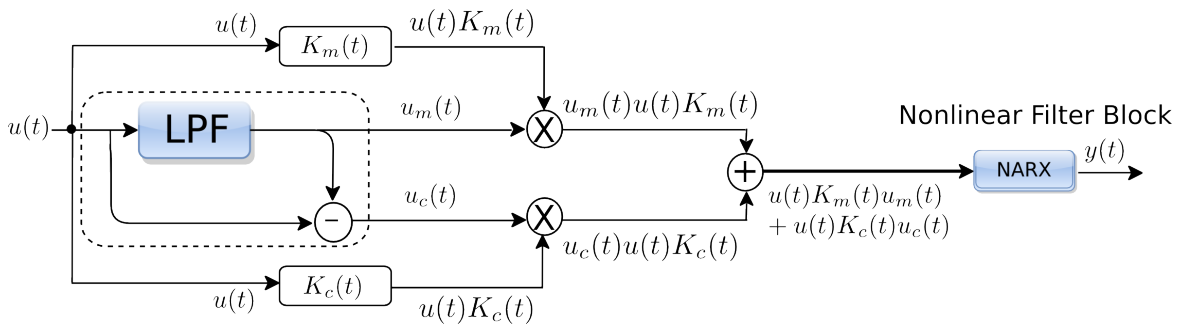 u(t)
K_m(t)
u(t)K_m(t)
u(t)
LPF
u_m(t)
X
u_m(t)u(t)K_m(t)
Nonlinear Filter Block
+
NARX
y(t)
u(t)K_m(t)u_m(t)
+ u(t)K_c(t)u_c(t)
-
u_c(t)
X
u_c(t)u(t)K_c(t)
u(t)
K_c(t)
u(t)K_c(t)